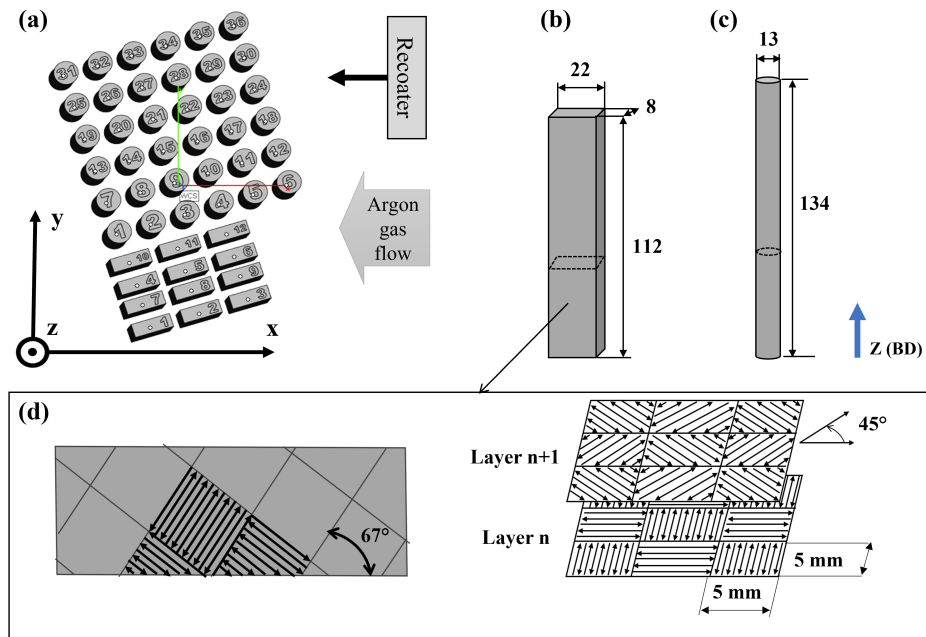 (a)
31 32 33 34 35 36
25 26 27 28 29 30
19 20 21 22 23 24
13 14 15 16 17 18
7 8 9 10 11 12
1 2 3 4 5 6
WCS
10 11 12
4 5 6
7 8 9
1 2 3
y
z
x
Recoater
Argon
gas
flow
(b)
22
8
112
(c)
13
134
Z (BD)
(d)
67°
Layer n+1
45°
Layer n
5 mm
5 mm